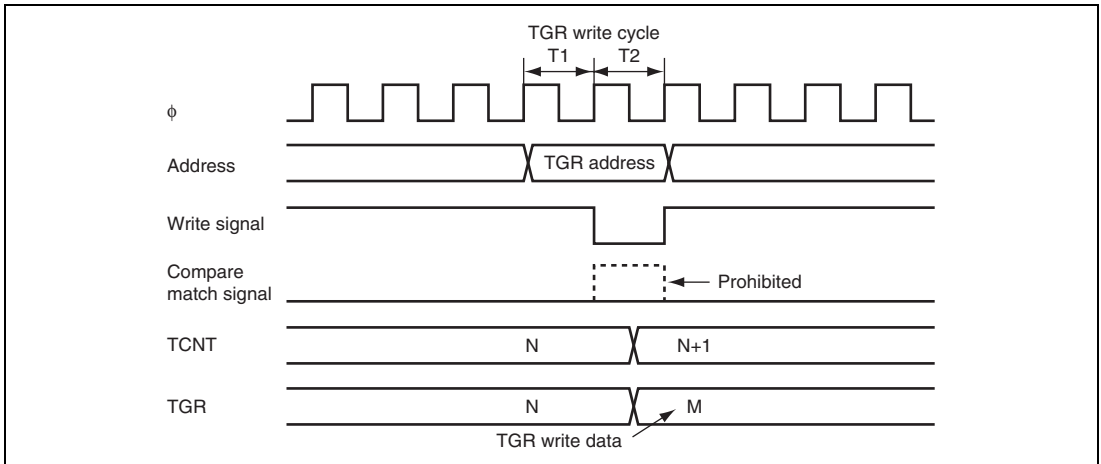 TGR write cycle
T1 T2
φ
Address TGR address
Write signal
Compare
match signal
Prohibited
TCNT N N+1
TGR N M
TGR write data